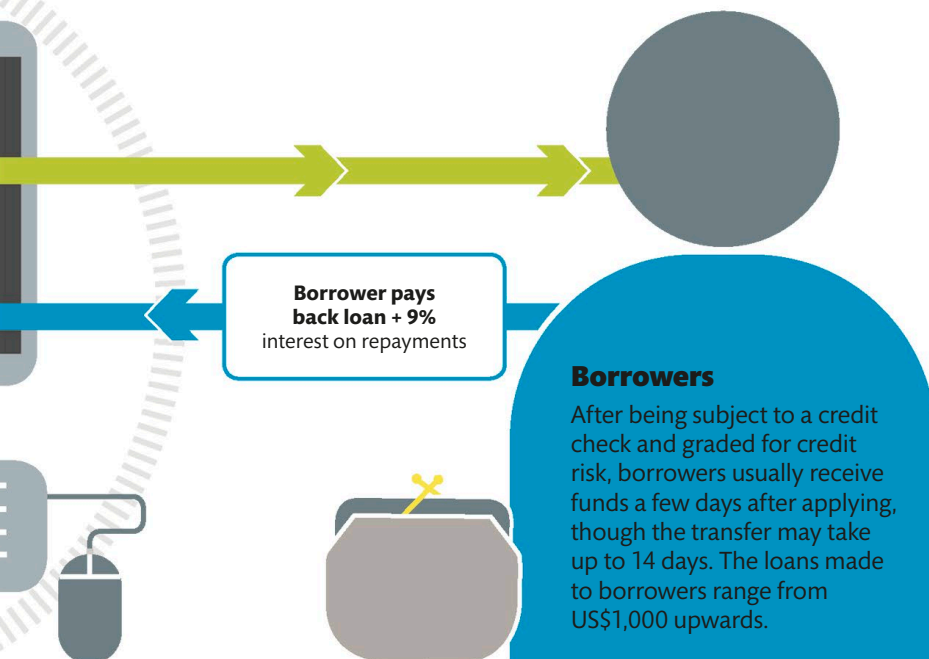 Borrower pays
back loan + 9%
interest on repayments
Borrowers
After being subject to a credit
check and graded for credit
risk, borrowers usually receive
funds a few days after applying,
though the transfer may take
up to 14 days. The loans made
to borrowers range from
US$1,000 upwards.